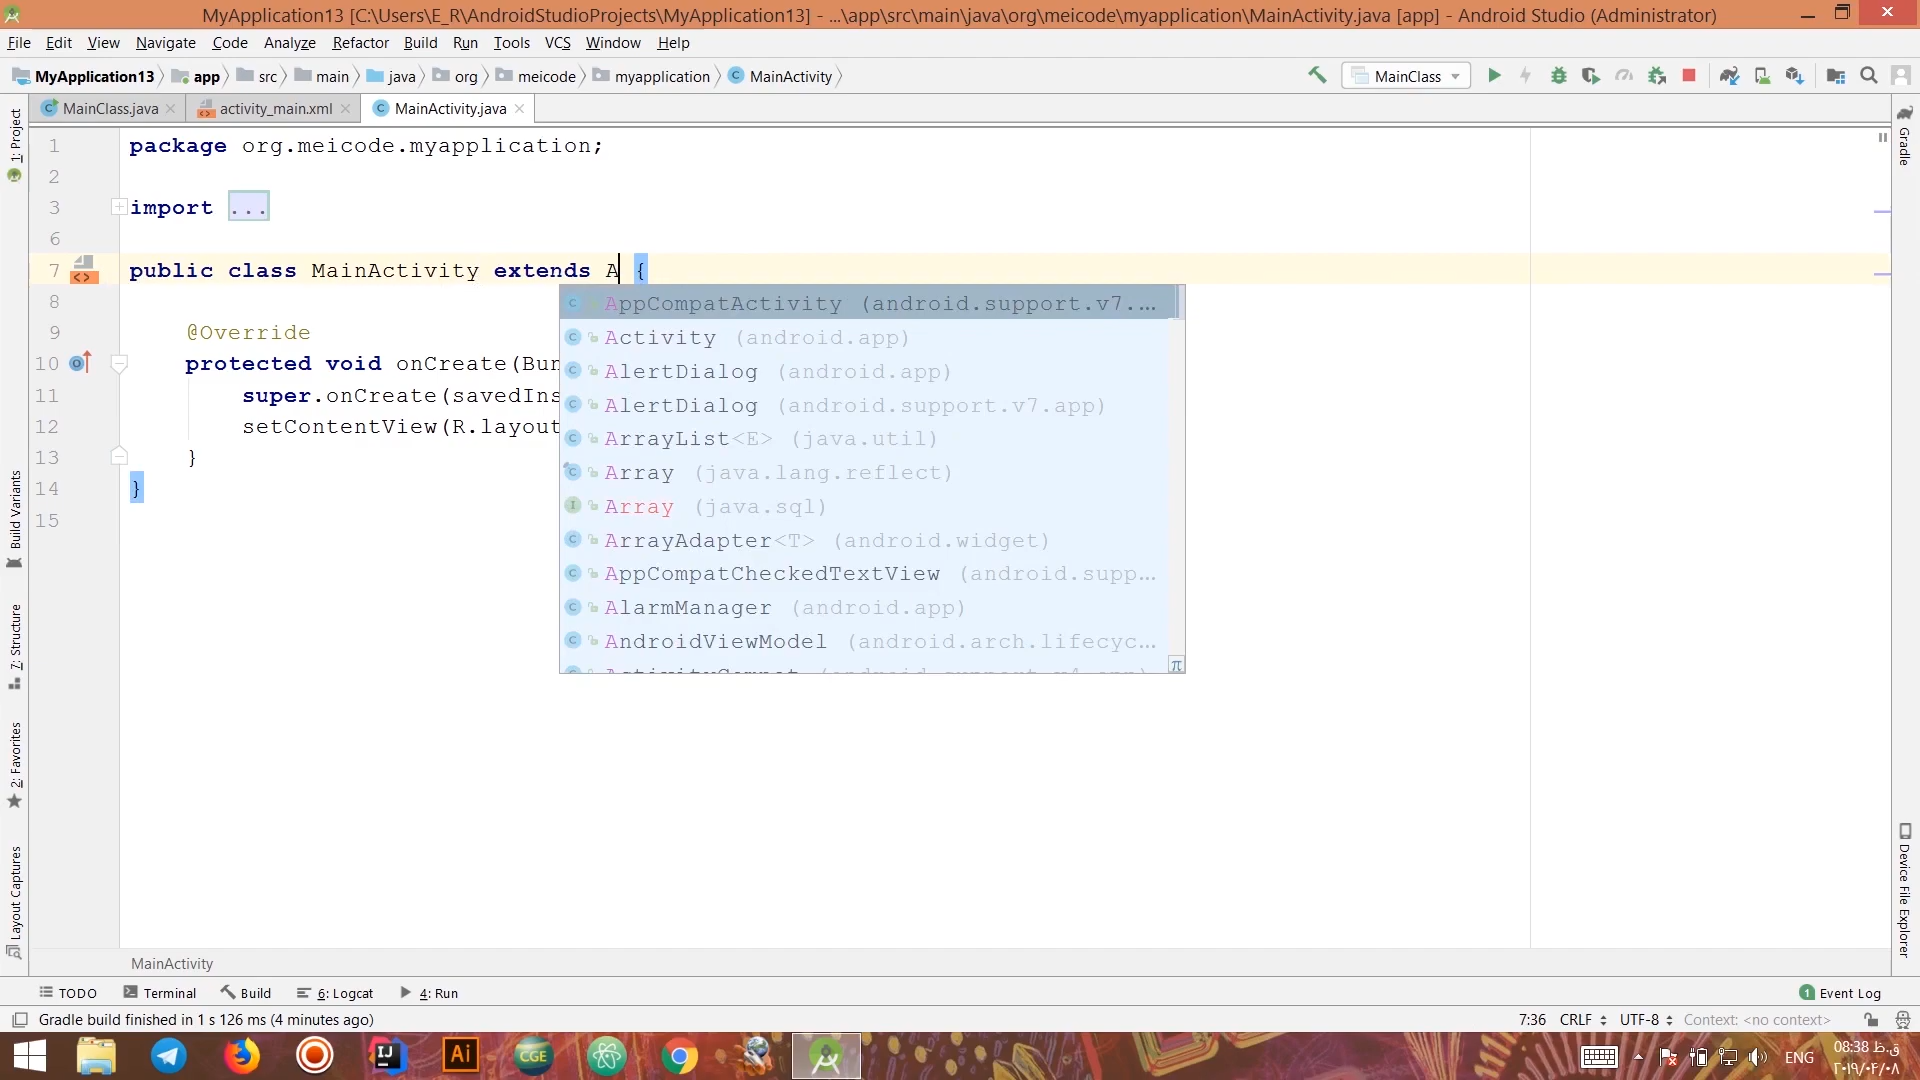 MyApplication13 [C:\Users\E_R\AndroidStudioProjects\MyApplication13] - ...\app\src\main\java\org\meicode\myapplication\MainActivity.java [app] - Android Studio (Administrator)
File Edit View Navigate Code Analyze Refactor Build Run Tools VCS Window Help
MyApplication13 app src main java org meicode myapplication MainActivity
MainClass
MainClass.java activity_main.xml MainActivity.java
1: Project
Build Variants
7: Structure
2: Favorites
Layout Captures
Gradle
Device File Explorer
1 package org.meicode.myapplication;
2
3 import ...
6
7 public class MainActivity extends A {
8
9 @Override
10 protected void onCreate(Bun
11 super.onCreate(savedIns
12 setContentView(R.layout
13 }
14 }
15
AppCompatActivity (android.support.v7....
Activity (android.app)
AlertDialog (android.app)
AlertDialog (android.support.v7.app)
ArrayList<E> (java.util)
Array (java.lang.reflect)
Array (java.sql)
ArrayAdapter<T> (android.widget)
AppCompatCheckedTextView (android.supp...
AlarmManager (android.app)
AndroidViewModel (android.arch.lifecyc...
π
MainActivity
TODO Terminal Build 6: Logcat 4: Run
1 Event Log
Gradle build finished in 1 s 126 ms (4 minutes ago)
7:36 CRLF UTF-8 Context: <no context>
IJ Ai CGE
ENG
08:38 ق.ظ
٢٠١٩/٠٢/٠٨